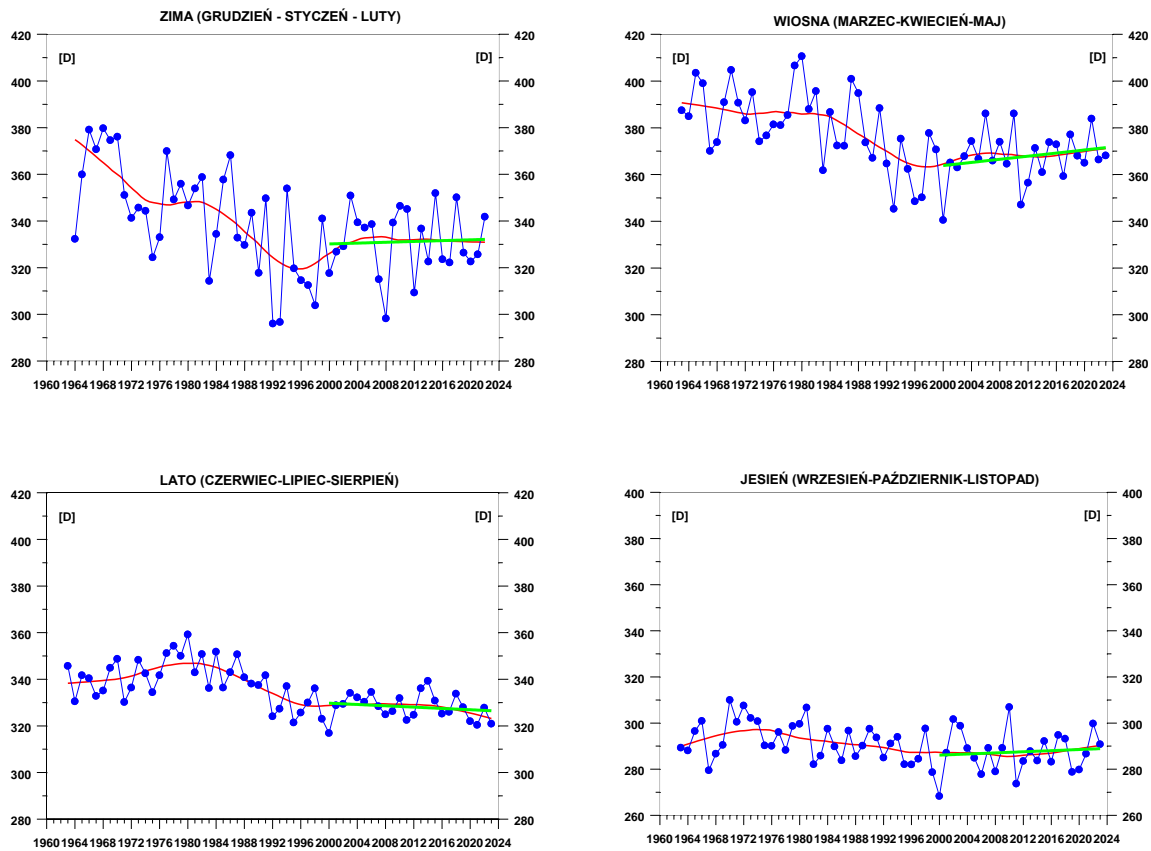 ZIMA (GRUDZIEŃ - STYCZEŃ - LUTY)
420 420
[D] [D]
400 400
380 380
360 360
340 340
320 320
300 300
280 280
1960 1964 1968 1972 1976 1980 1984 1988 1992 1996 2000 2004 2008 2012 2016 2020 2024
WIOSNA (MARZEC-KWIECIEŃ-MAJ)
420 420
[D] [D]
400 400
380 380
360 360
340 340
320 320
300 300
280 280
1960 1964 1968 1972 1976 1980 1984 1988 1992 1996 2000 2004 2008 2012 2016 2020 2024
LATO (CZERWIEC-LIPIEC-SIERPIEŃ)
420 420
[D] [D]
400 400
380 380
360 360
340 340
320 320
300 300
280 280
1960 1964 1968 1972 1976 1980 1984 1988 1992 1996 2000 2004 2008 2012 2016 2020 2024
JESIEŃ (WRZESIEŃ-PAŹDZIERNIK-LISTOPAD)
400 400
[D] [D]
380 380
360 360
340 340
320 320
300 300
280 280
260 260
1960 1964 1968 1972 1976 1980 1984 1988 1992 1996 2000 2004 2008 2012 2016 2020 2024